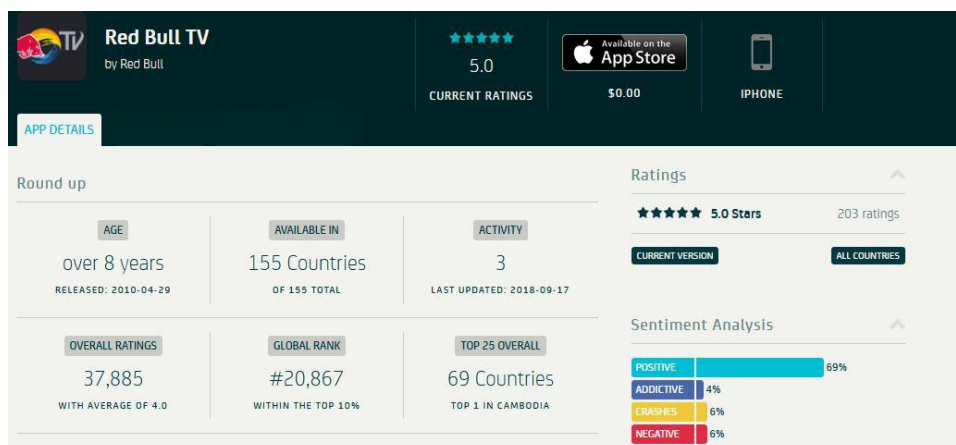 TV
Red Bull TV
by Red Bull
5.0
CURRENT RATINGS
Available on the
App Store
$0.00
IPHONE
APP DETAILS
Round up
AGE
over 8 years
RELEASED: 2010-04-29
AVAILABLE IN
155 Countries
OF 155 TOTAL
ACTIVITY
3
LAST UPDATED: 2018-09-17
OVERALL RATINGS
37,885
WITH AVERAGE OF 4.0
GLOBAL RANK
#20,867
WITHIN THE TOP 10%
TOP 25 OVERALL
69 Countries
TOP 1 IN CAMBODIA
Ratings
5.0 Stars 203 ratings
CURRENT VERSION ALL COUNTRIES
Sentiment Analysis
POSITIVE 69%
ADDICTIVE 4%
CRASHES 6%
NEGATIVE 6%